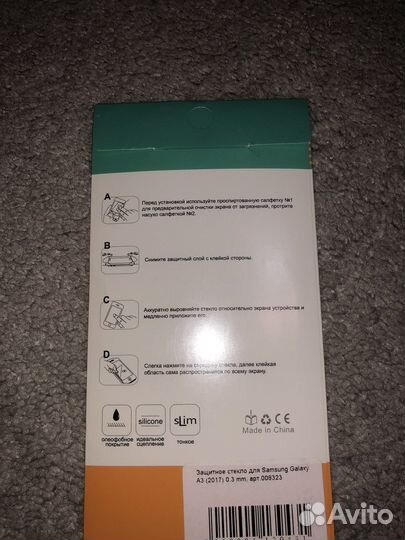 A
Перед установкой используйте проспиртованную салфетку №1
для предварительной очистки экрана от загрязнений, протрите
насухо салфеткой №2.
B
Снимите защитный слой с клейкой стороны.
C
Аккуратно выровняйте стекло относительно экрана устройства и
медленно приложите его.
D
Слегка нажмите на середину стекла, далее клейкая
область сама распространится по всему экрану.
silicone
sLim
олеофобное
покрытие
идеальное
сцепление
тонкое
CE
Made in China
Защитное стекло для Samsung Galaxy
A3 (2017) 0.3 mm, арт.008323
Avito